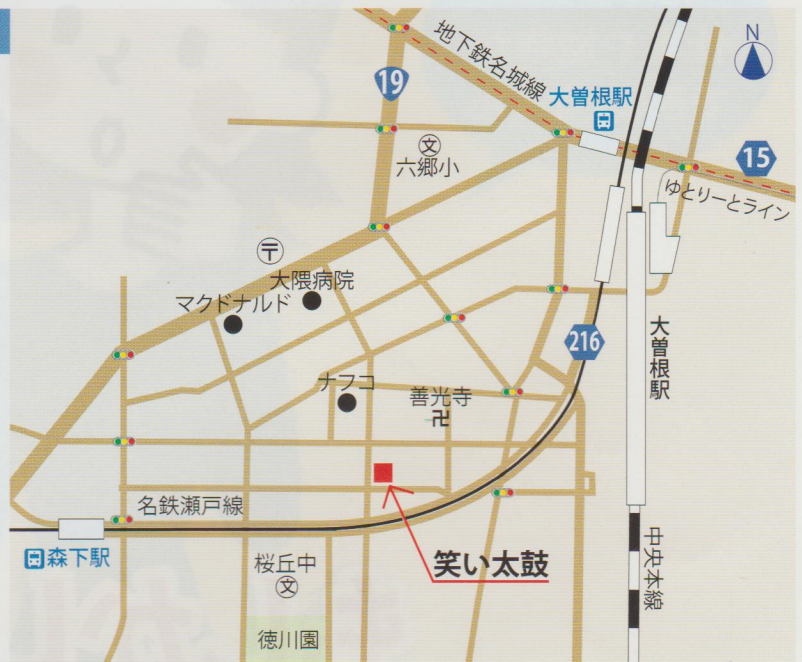 N
地下鉄名城線
大曽根駅
19
15
六郷小
文
ゆとりーとライン
〒
大隈病院
マクドナルド
216
大曽根駅
ナフコ
善光寺
卍
名鉄瀬戸線
森下駅
笑い太鼓
中央本線
桜丘中
文
徳川園